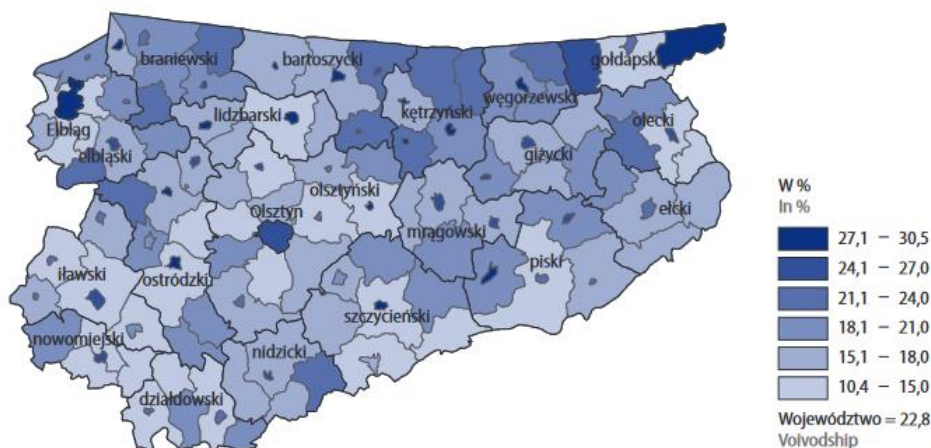 braniewski
bartoszycki
gołdapski
węgorzewski
kętrzyński
lidzbarski
Elbląg
olecki
elbląski
giżycki
olsztyński
Olsztyn
ełcki
mrągowski
piski
iławski
ostródzki
szczycieński
nowomiejski
nidzicki
działdowski
W %
In %
27,1 – 30,5
24,1 – 27,0
21,1 – 24,0
18,1 – 21,0
15,1 – 18,0
10,4 – 15,0
Województwo = 22,8
Voivodship